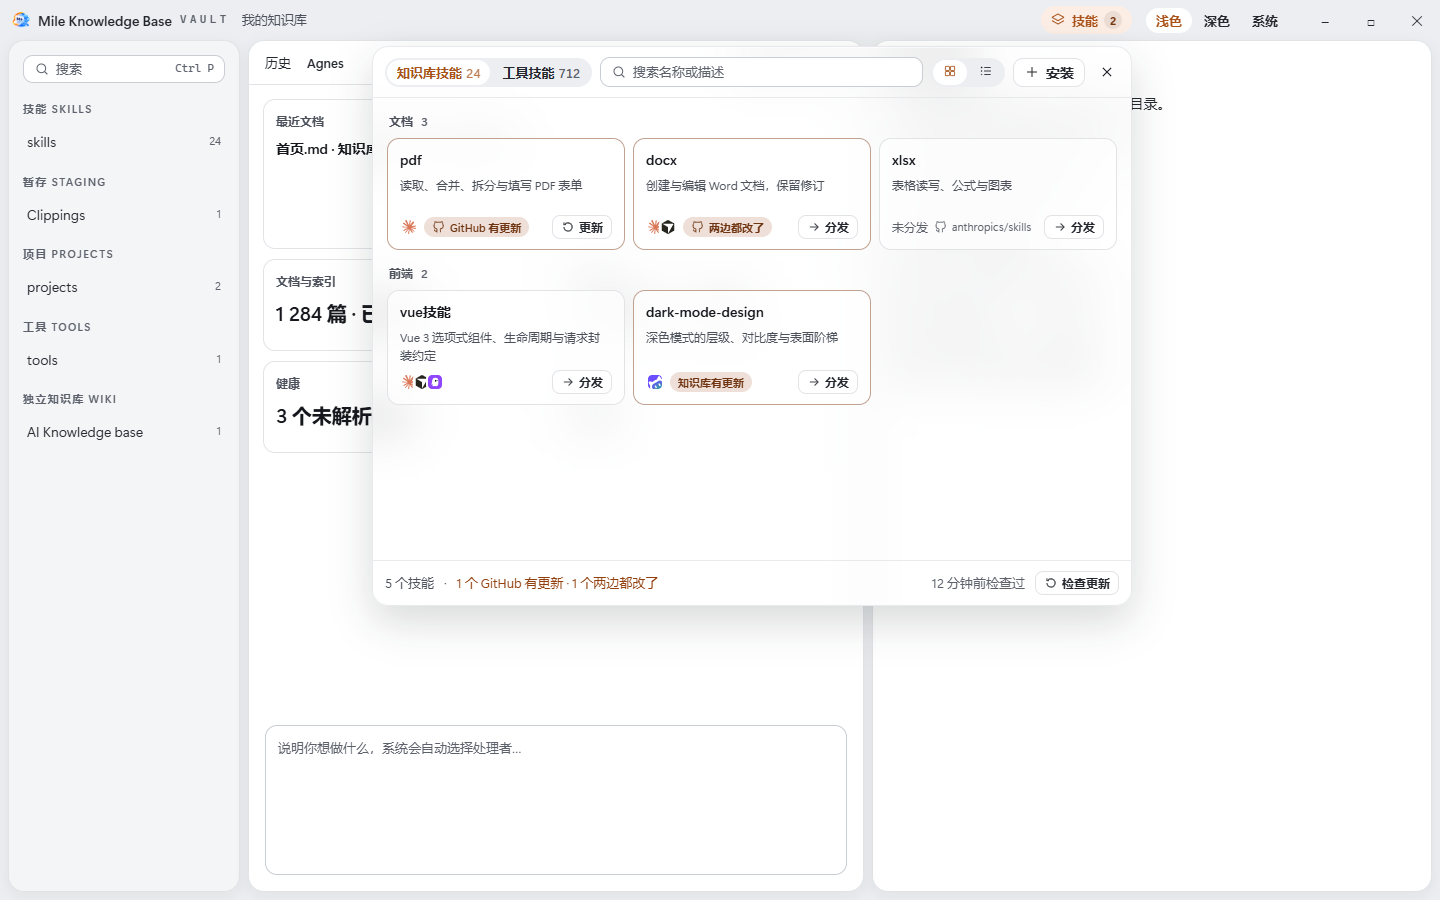 Mile Knowledge Base VAULT 我的知识库
技能 2 浅色 深色 系统
搜索 Ctrl P
技能 SKILLS
skills 24
暂存 STAGING
Clippings 1
项目 PROJECTS
projects 2
工具 TOOLS
tools 1
独立知识库 WIKI
AI Knowledge base 1
历史 Agnes
最近文档
首页.md · 知识库
文档与索引
1 284 篇 · 已
健康
3 个未解析
说明你想做什么，系统会自动选择处理者...
目录。
知识库技能 24 工具技能 712 搜索名称或描述 安装
文档 3
pdf
读取、合并、拆分与填写 PDF 表单
GitHub 有更新 更新
docx
创建与编辑 Word 文档，保留修订
两边都改了 分发
xlsx
表格读写、公式与图表
未分发 anthropics/skills 分发
前端 2
vue技能
Vue 3 选项式组件、生命周期与请求封
装约定
分发
dark-mode-design
深色模式的层级、对比度与表面阶梯
知识库有更新 分发
5 个技能 · 1 个 GitHub 有更新 · 1 个两边都改了
12 分钟前检查过 检查更新